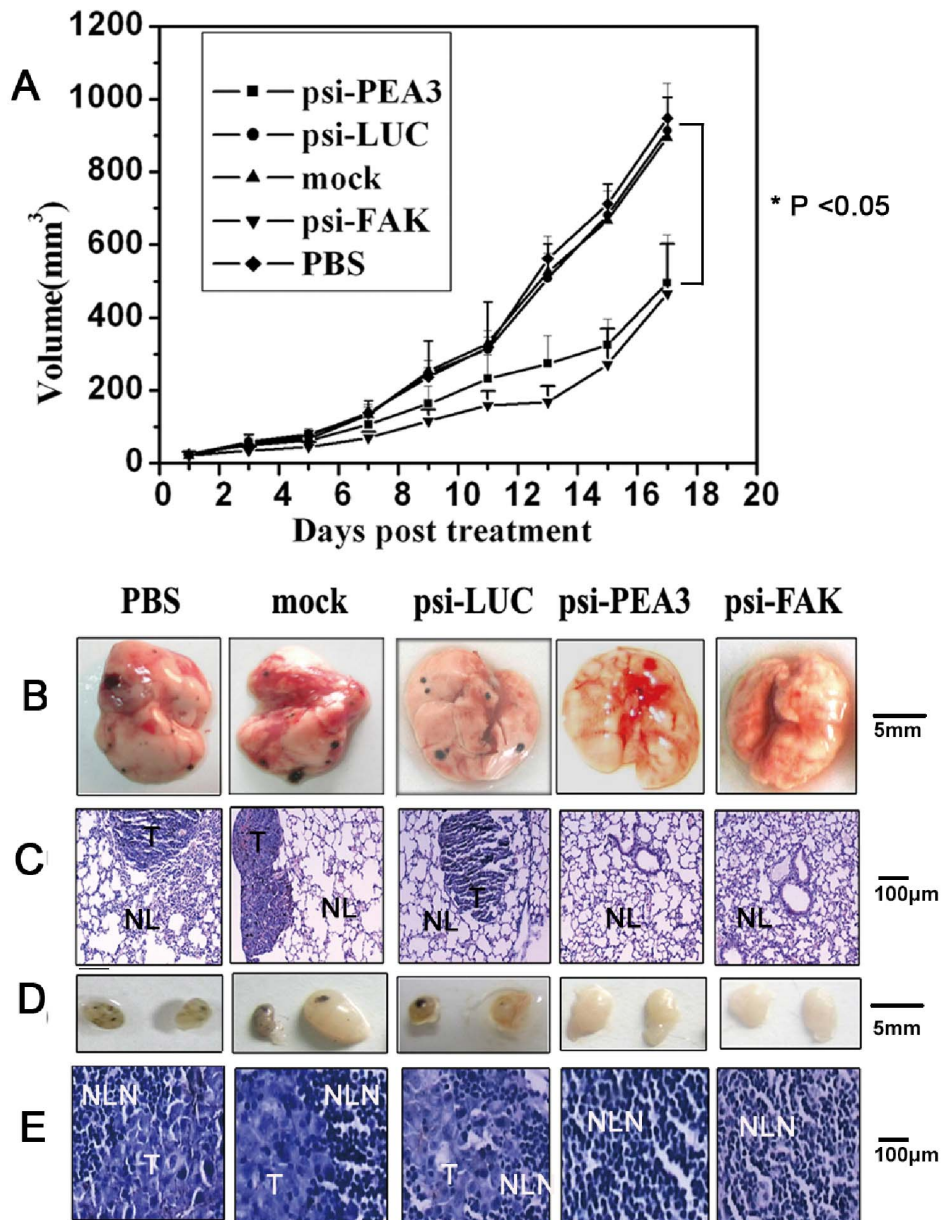 A
1200
1000
800
600
400
200
0
Volume(mm³)
psi-PEA3
psi-LUC
mock
psi-FAK
PBS
* P <0.05
0 2 4 6 8 10 12 14 16 18 20
Days post treatment
PBS mock psi-LUC psi-PEA3 psi-FAK
B
5mm
C
T T T
NL NL NL NL NL
100µm
D
5mm
E
NLN NLN NLN NLN
T T T NLN
100µm